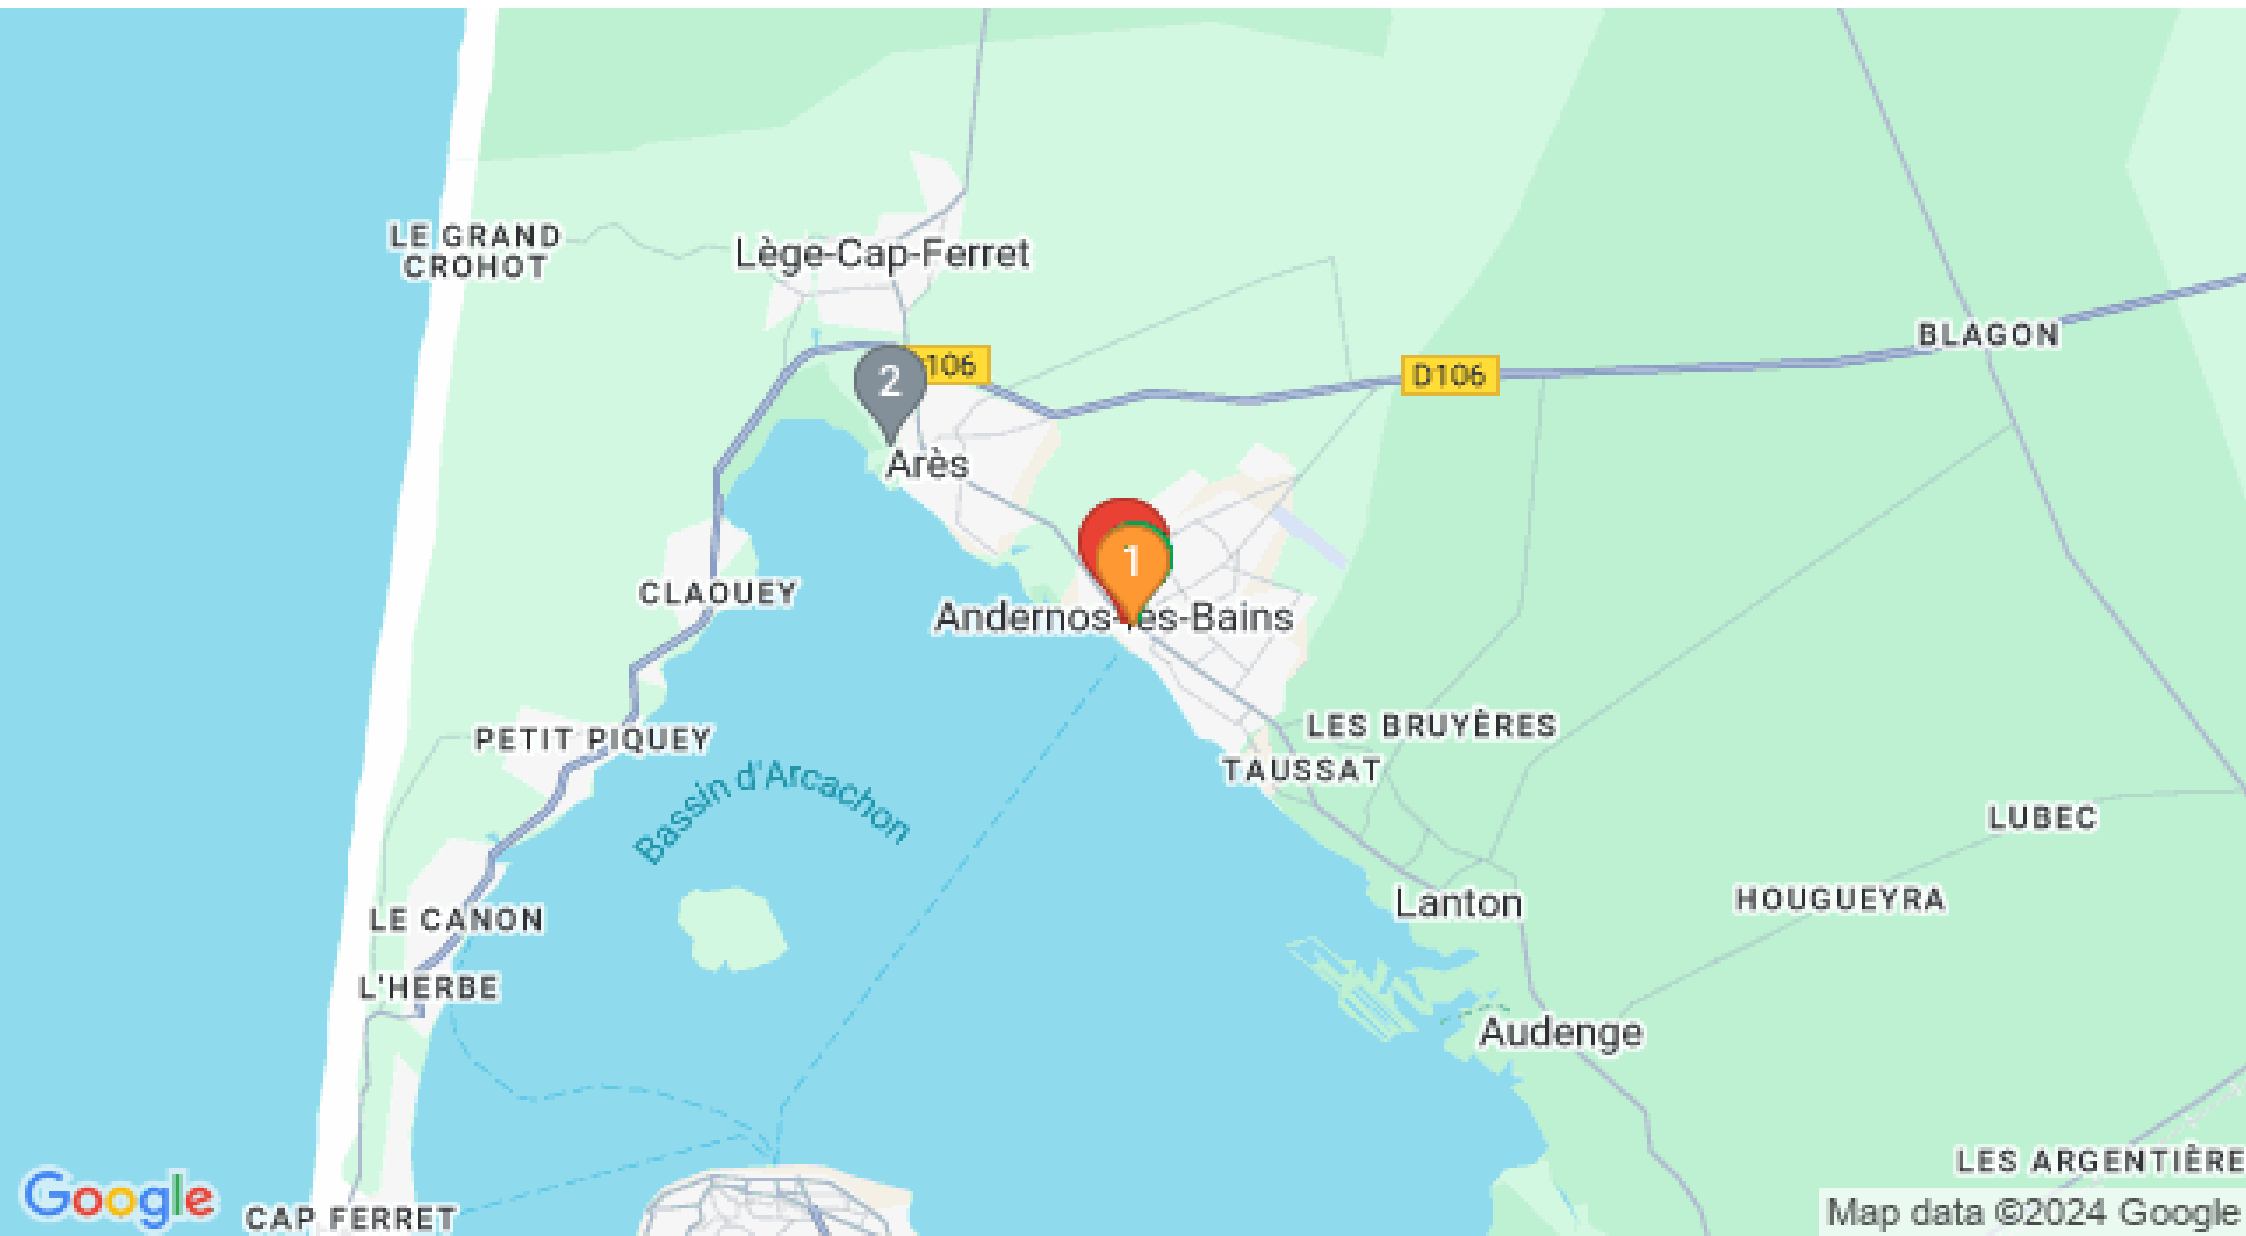 LE GRAND
CROHOT
Lège-Cap-Ferret
BLAGON
106
D106
2
Arès
1
CLAOUEY
Andernos-les-Bains
LES BRUYÈRES
PETIT PIQUEY
TAUSSAT
Bassin d'Arcachon
LUBEC
Lanton
HOUGUEYRA
LE CANON
L'HERBE
Audenge
LES ARGENTIÈRE
Google
CAP FERRET
Map data ©2024 Google